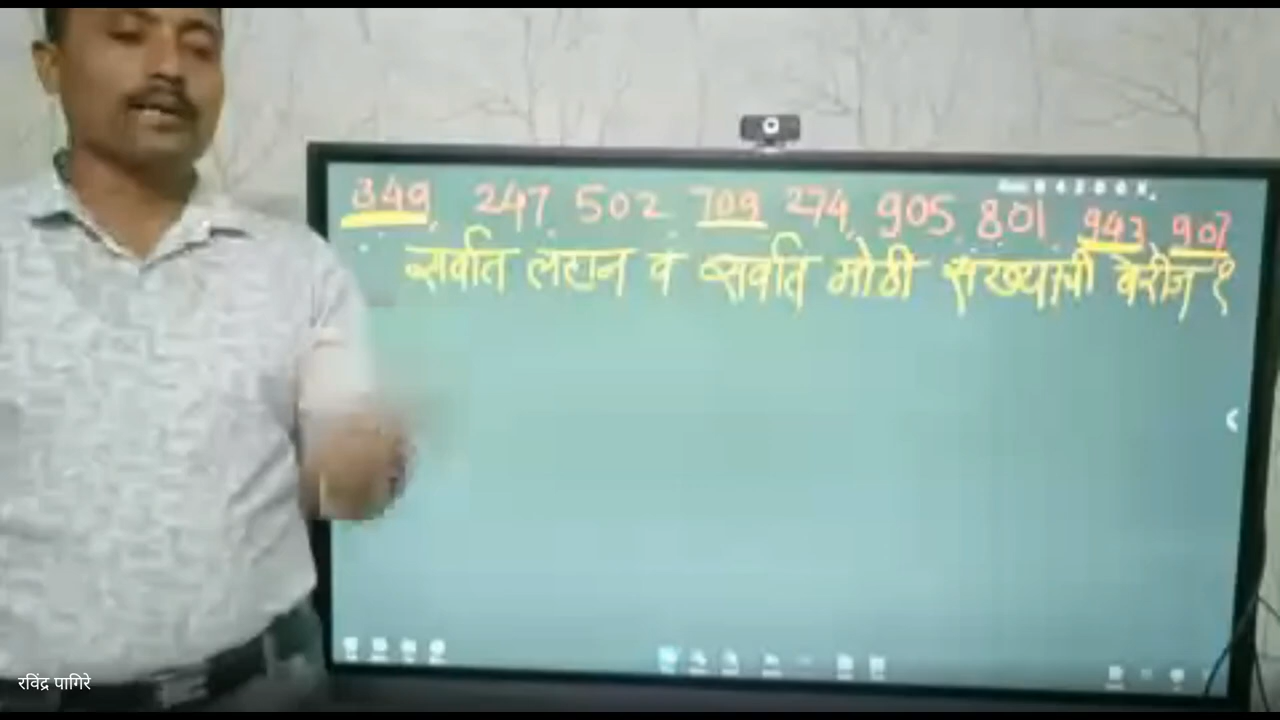 349, 247, 502 709 274, 905, 801, 943, 907
सर्वात लहान व सर्वात मोठी संख्यांची बेरीज ?
रविंद्र पागिरे